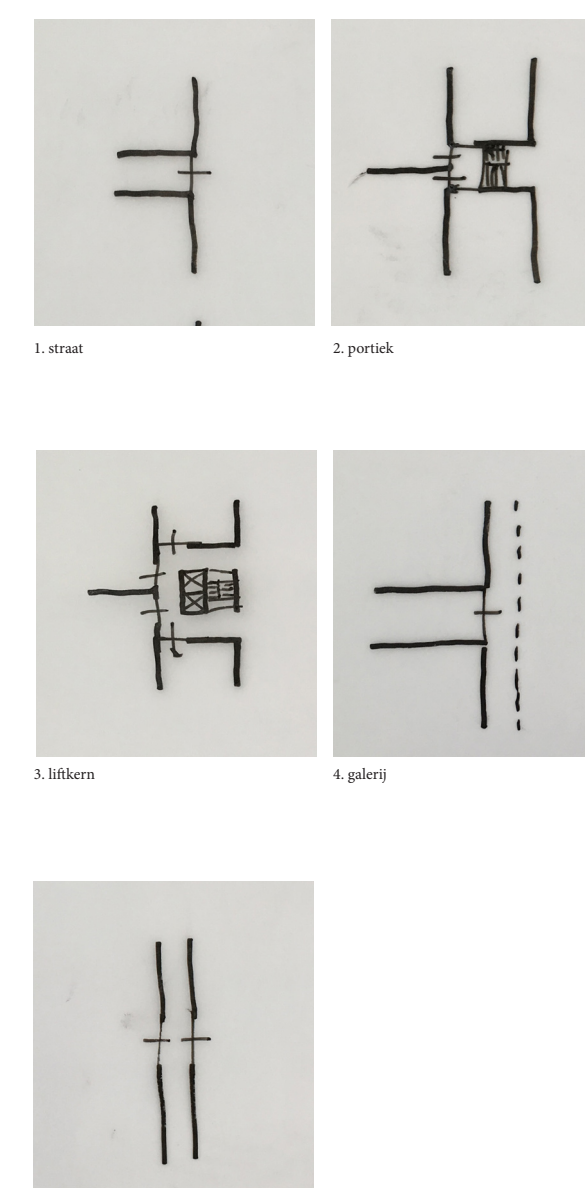 1. straat
2. portiek
3. liftkern
4. galerij